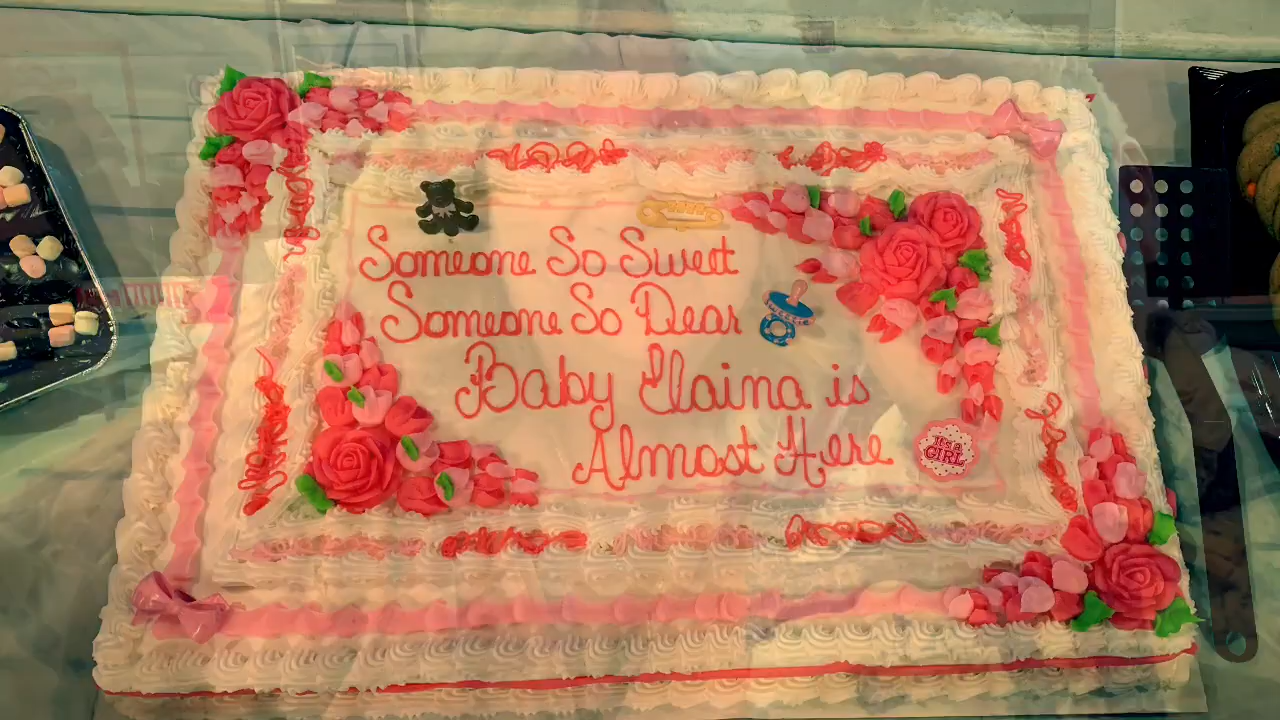 Someone So Sweet
Someone So Dear
Baby Elaina is
Almost Here
It's a
GIRL